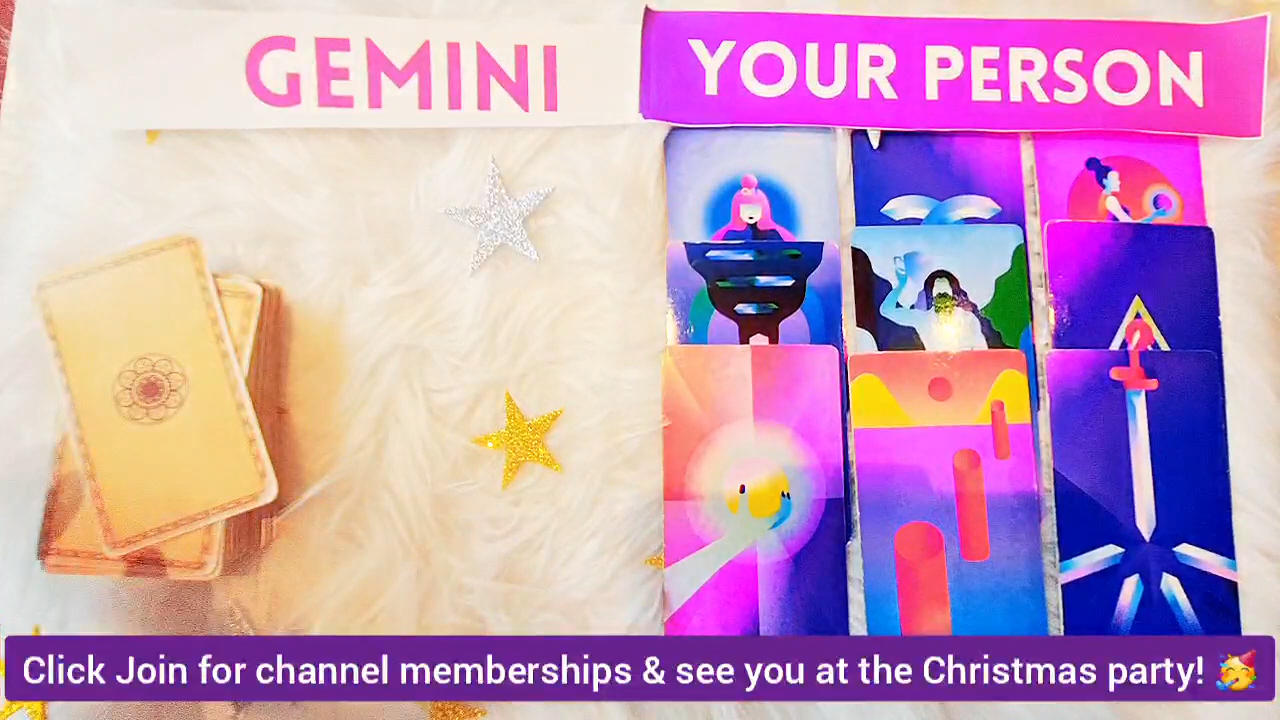 GEMINI
YOUR PERSON
Click Join for channel memberships & see you at the Christmas party! 🥳